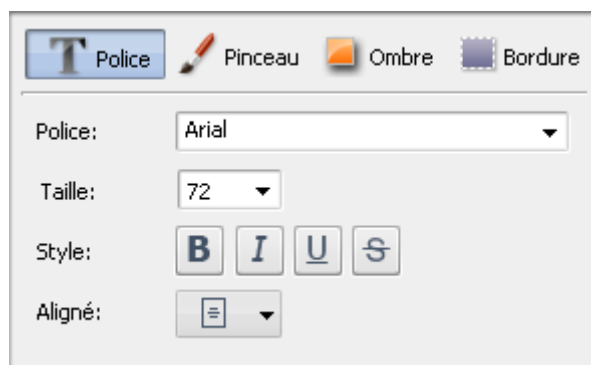 Police Pinceau Ombre Bordure
Police: Arial
Taille: 72
Style: B I U S
Aligné: